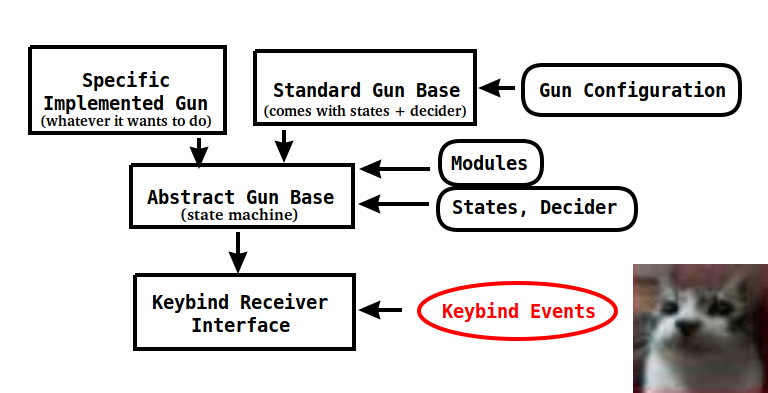 Specific
Implemented Gun
(whatever it wants to do)
Standard Gun Base
(comes with states + decider)
Gun Configuration
Abstract Gun Base
(state machine)
Modules
States, Decider
Keybind Receiver
Interface
Keybind Events